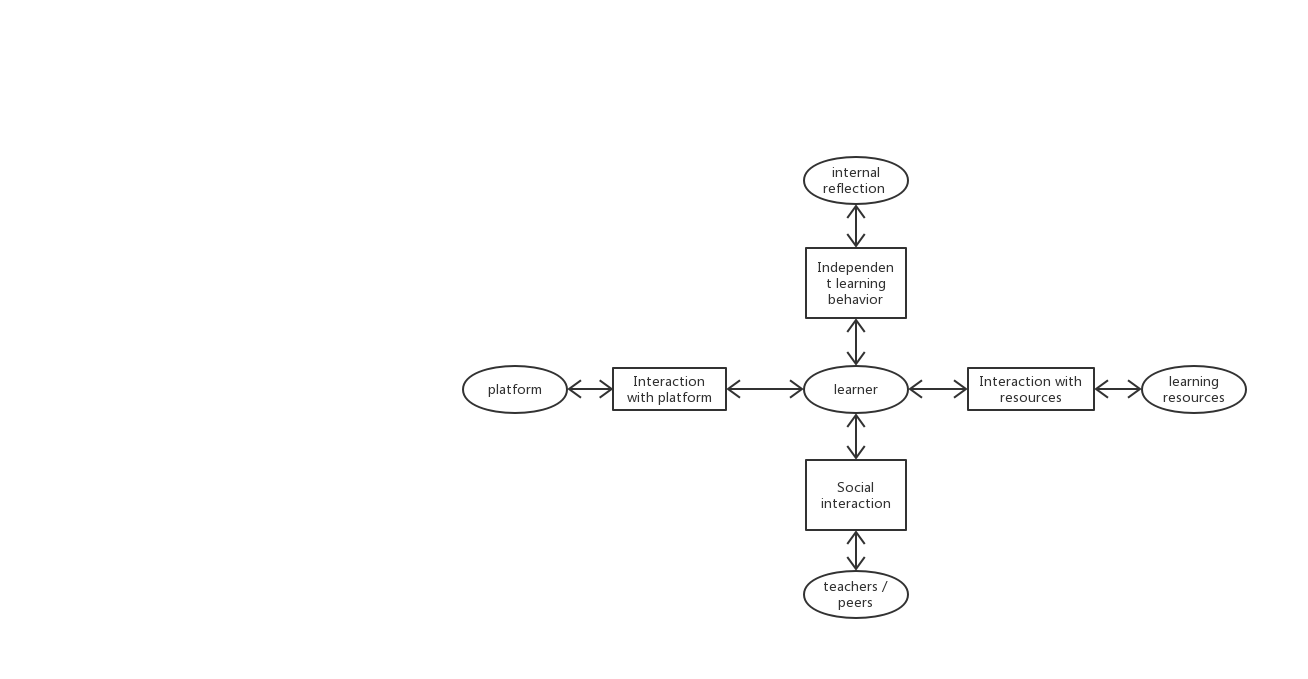 internal
reflection
Independen
t learning
behavior
platform
Interaction
with platform
learner
Interaction with
resources
learning
resources
Social
interaction
teachers /
peers